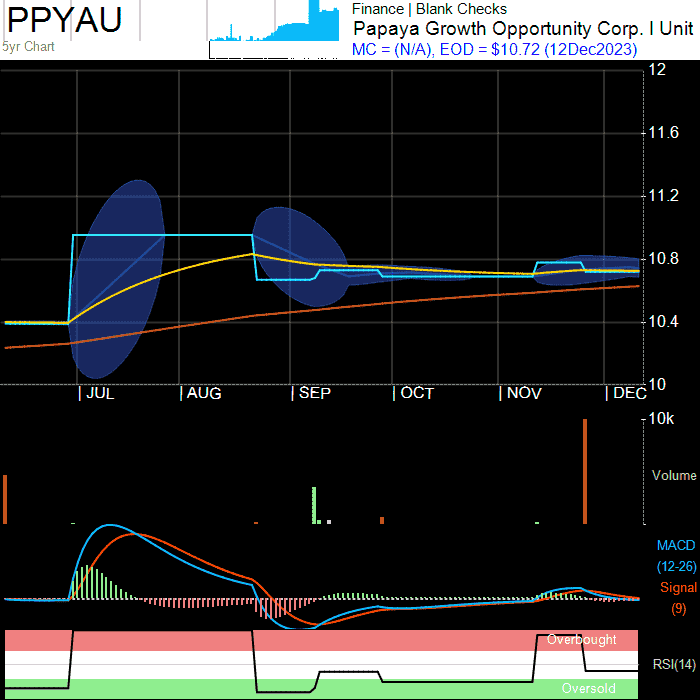 PPYAU
5yr Chart
Finance | Blank Checks
Papaya Growth Opportunity Corp. I Unit
MC = (N/A), EOD = $10.72 (12Dec2023)
12
11.6
11.2
10.8
10.4
10
| JUL | AUG | SEP | OCT | NOV | DEC
10k
Volume
MACD
(12-26)
Signal
(9)
Overbought
RSI(14)
Oversold